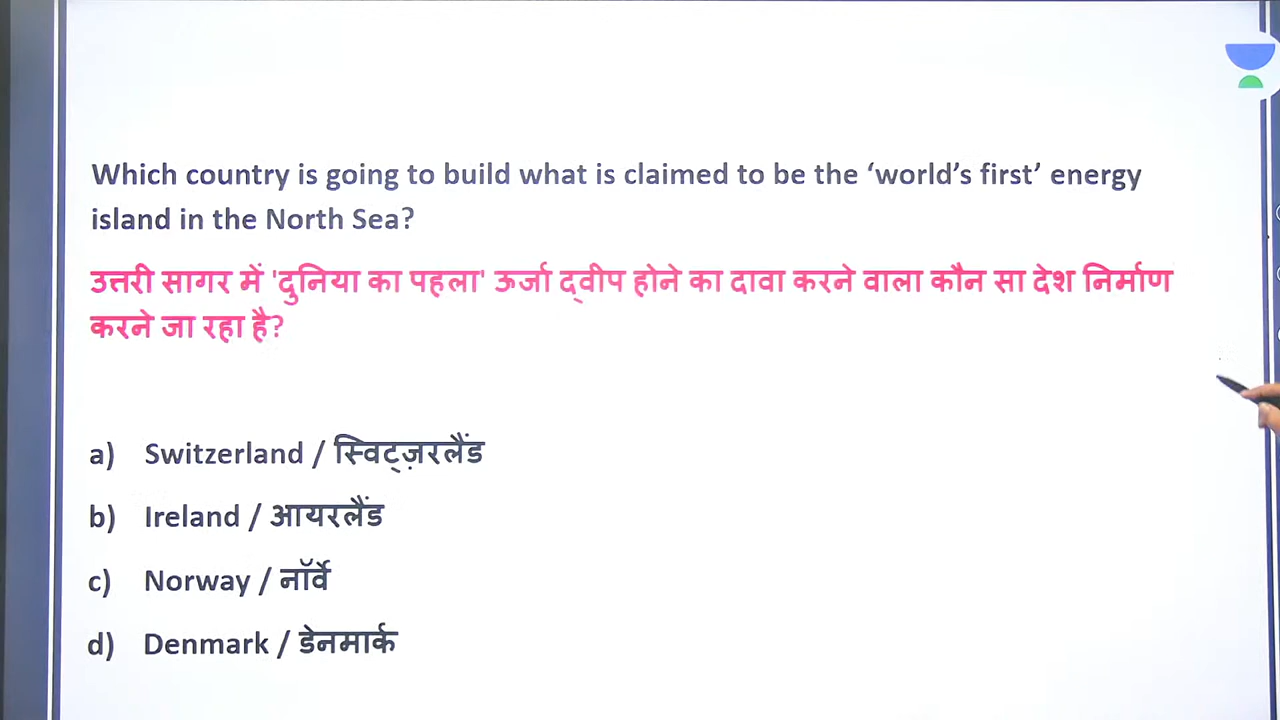 Which country is going to build what is claimed to be the ‘world’s first’ energy
island in the North Sea?
उत्तरी सागर में 'दुनिया का पहला' ऊर्जा द्वीप होने का दावा करने वाला कौन सा देश निर्माण
करने जा रहा है?
a) Switzerland / स्विट्ज़रलैंड
b) Ireland / आयरलैंड
c) Norway / नॉर्वे
d) Denmark / डेनमार्क